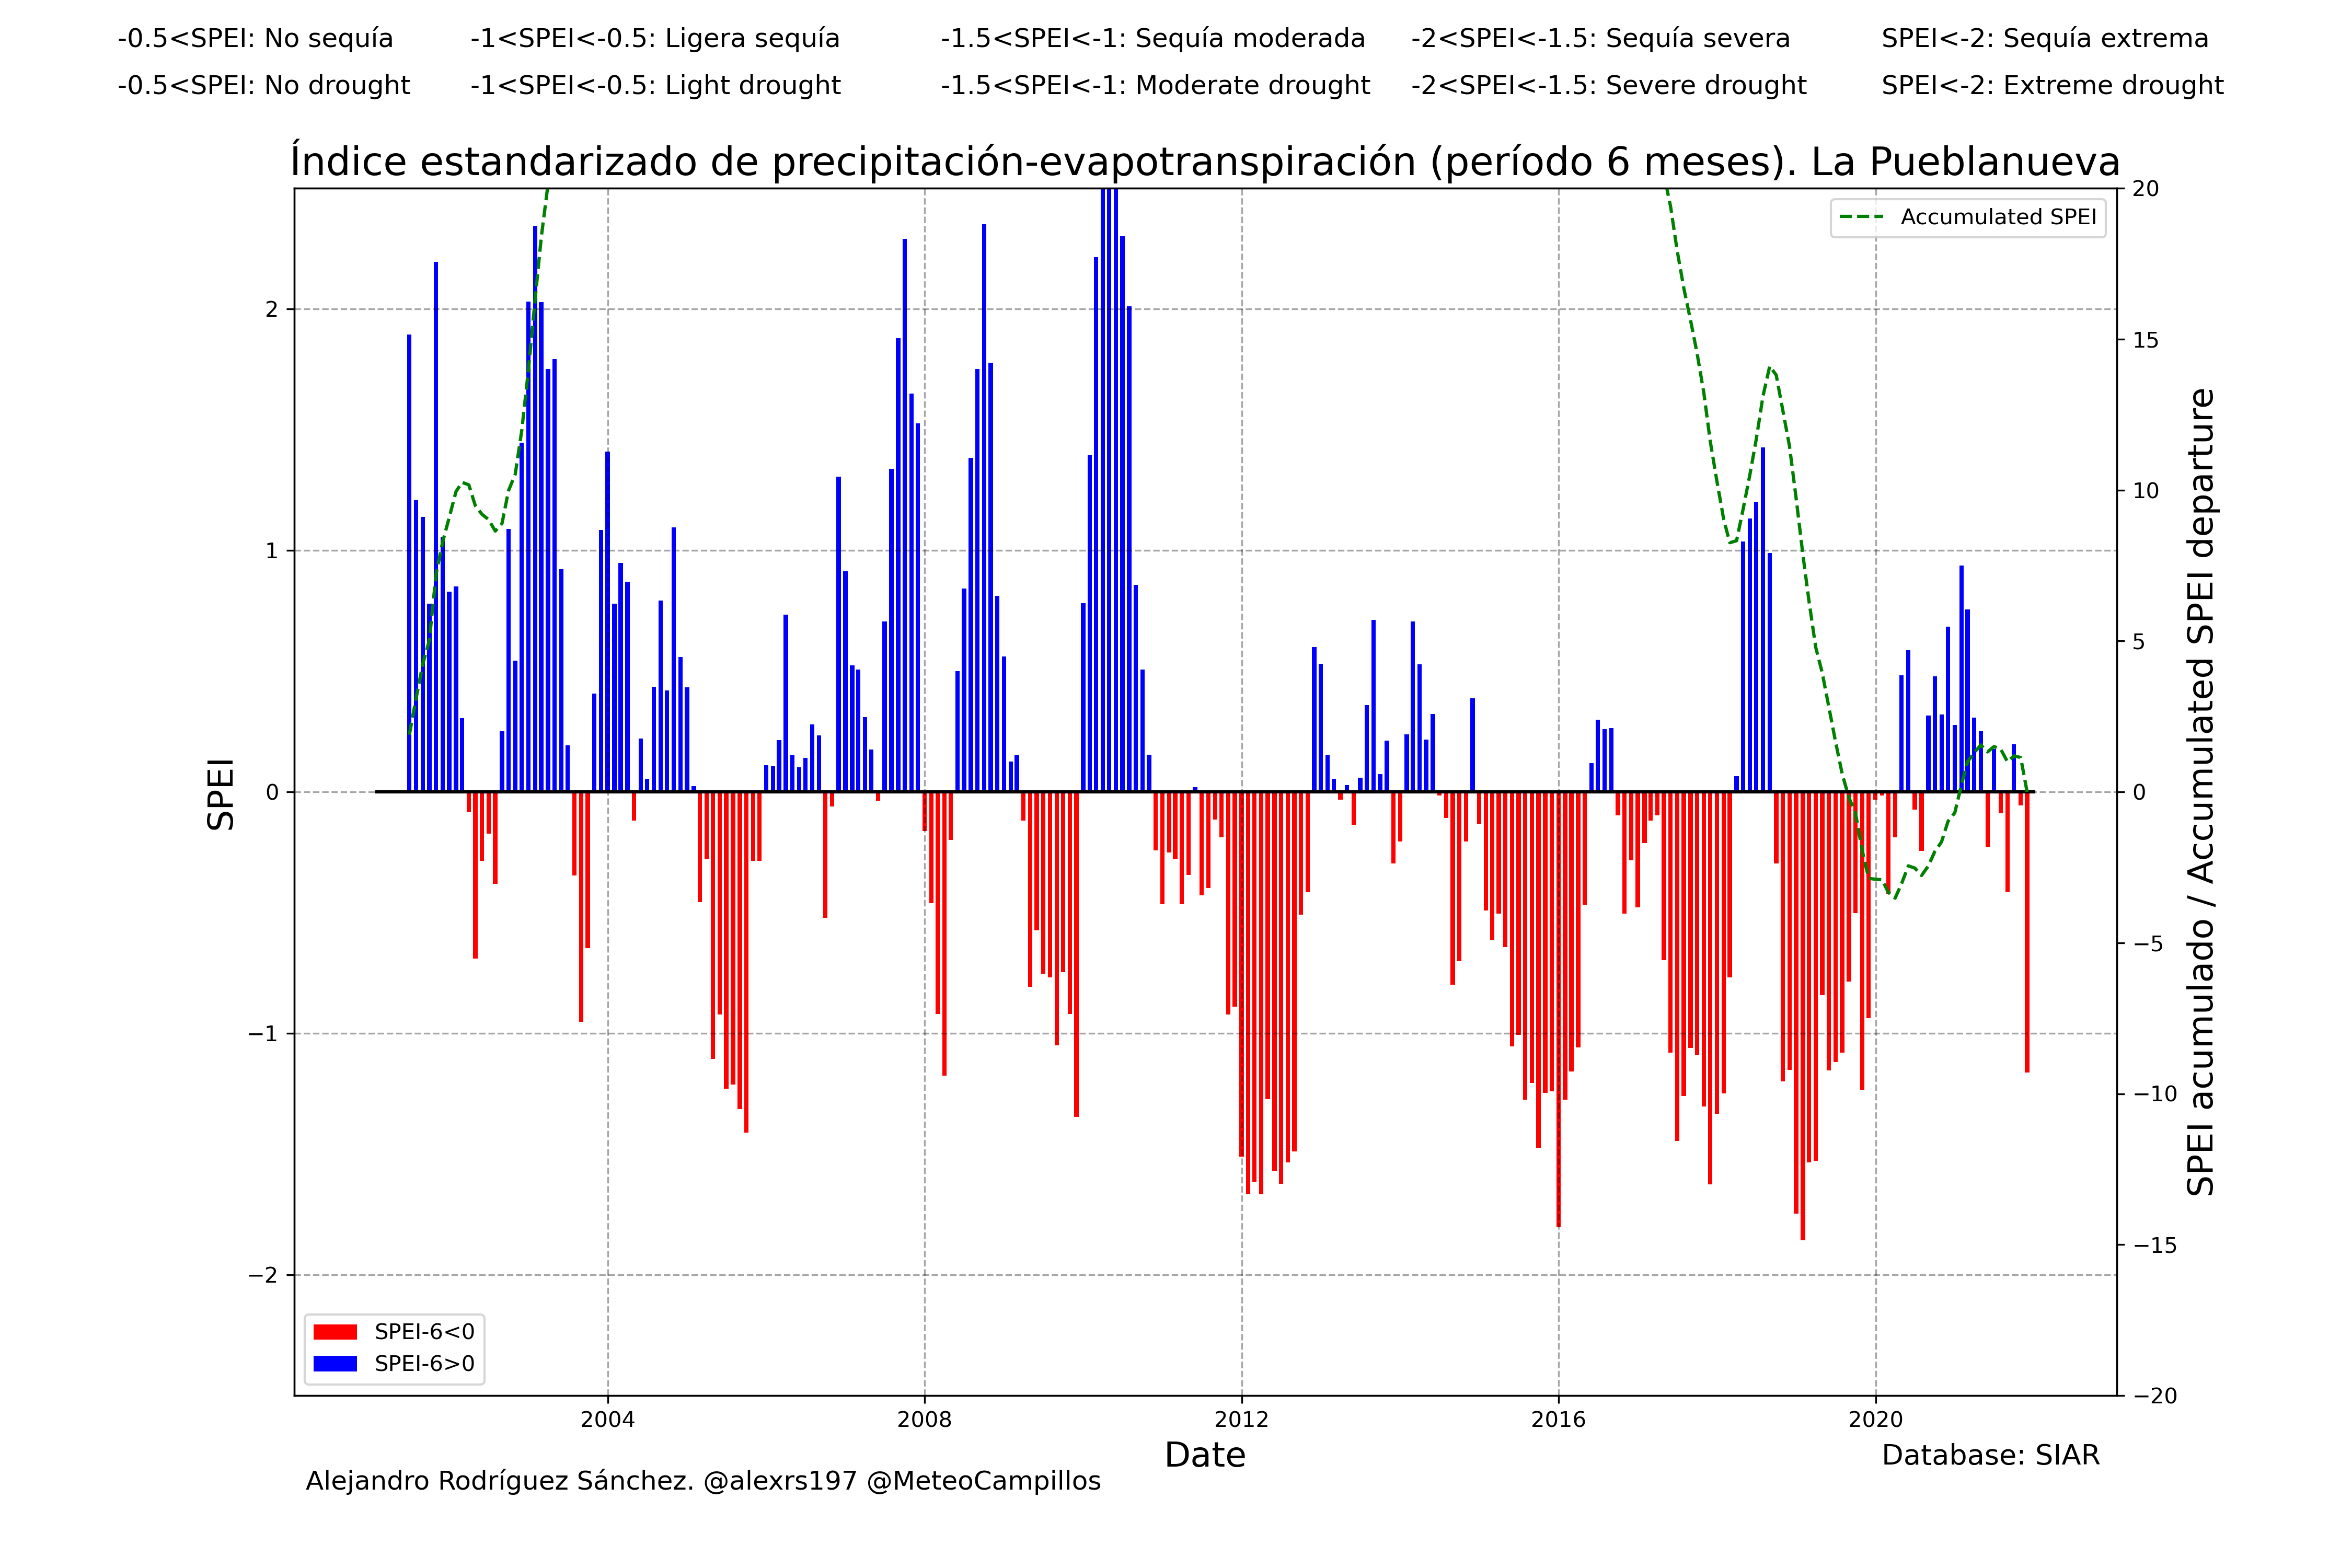 -0.5<SPEI: No sequía -1<SPEI<-0.5: Ligera sequía -1.5<SPEI<-1: Sequía moderada -2<SPEI<-1.5: Sequía severa SPEI<-2: Sequía extrema
-0.5<SPEI: No drought -1<SPEI<-0.5: Light drought -1.5<SPEI<-1: Moderate drought -2<SPEI<-1.5: Severe drought SPEI<-2: Extreme drought
Índice estandarizado de precipitación-evapotranspiración (período 6 meses). La Pueblanueva
Accumulated SPEI
SPEI
2
1
0
−1
−2
20
15
10
5
0
−5
−10
−15
−20
SPEI acumulado / Accumulated SPEI departure
SPEI-6<0
SPEI-6>0
2004 2008 2012 2016 2020
Date
Database: SIAR
Alejandro Rodríguez Sánchez. @alexrs197 @MeteoCampillos